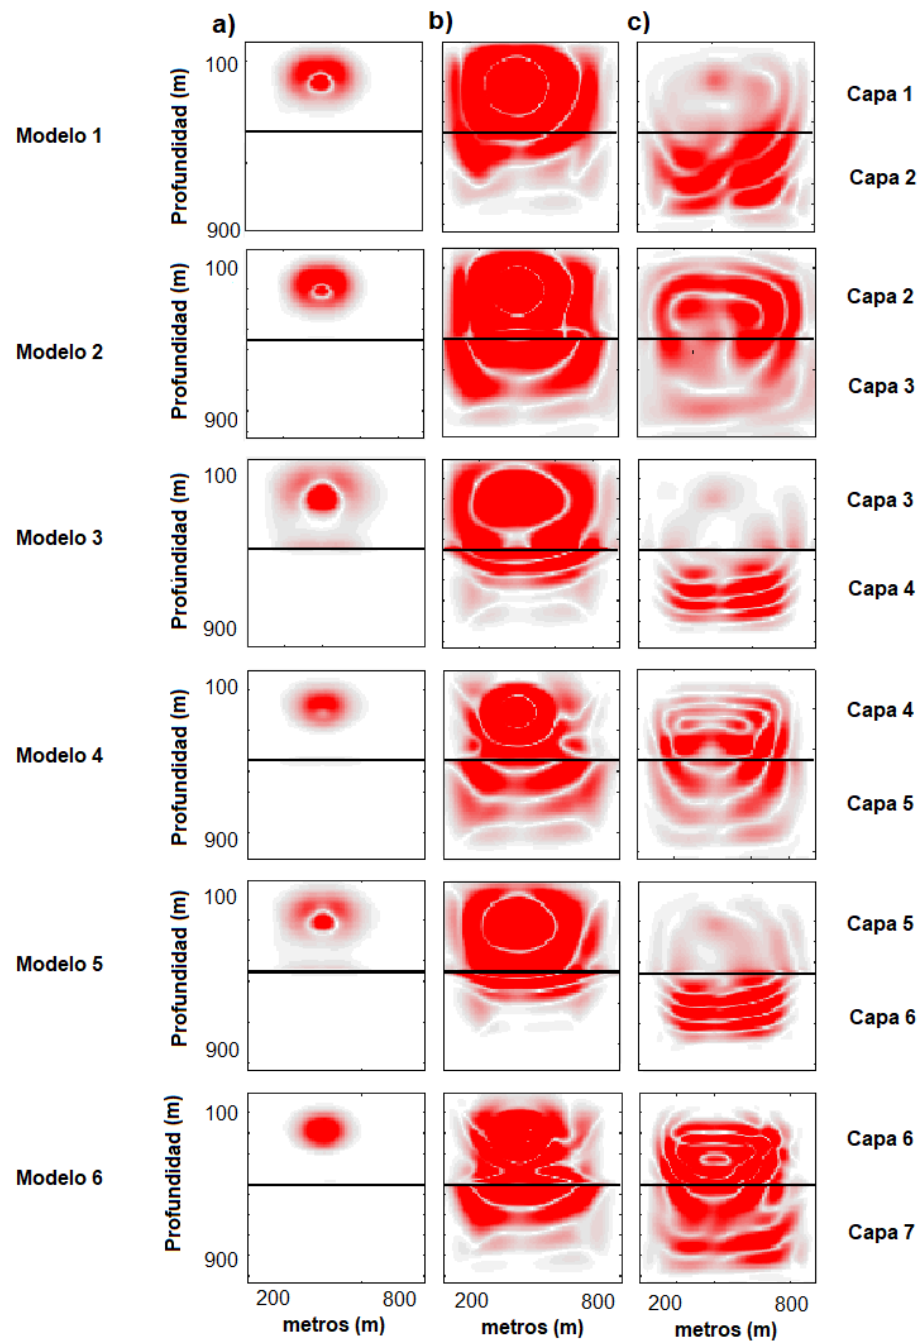 a) b) c)
Modelo 1
Profundidad (m)
100
900
Capa 1
Capa 2
Modelo 2
Profundidad (m)
100
900
Capa 2
Capa 3
Modelo 3
Profundidad (m)
100
900
Capa 3
Capa 4
Modelo 4
Profundidad (m)
100
900
Capa 4
Capa 5
Modelo 5
Profundidad (m)
100
900
Capa 5
Capa 6
Modelo 6
Profundidad (m)
100
900
Capa 6
Capa 7
200 800 200 800 200 800
metros (m) metros (m) metros (m)